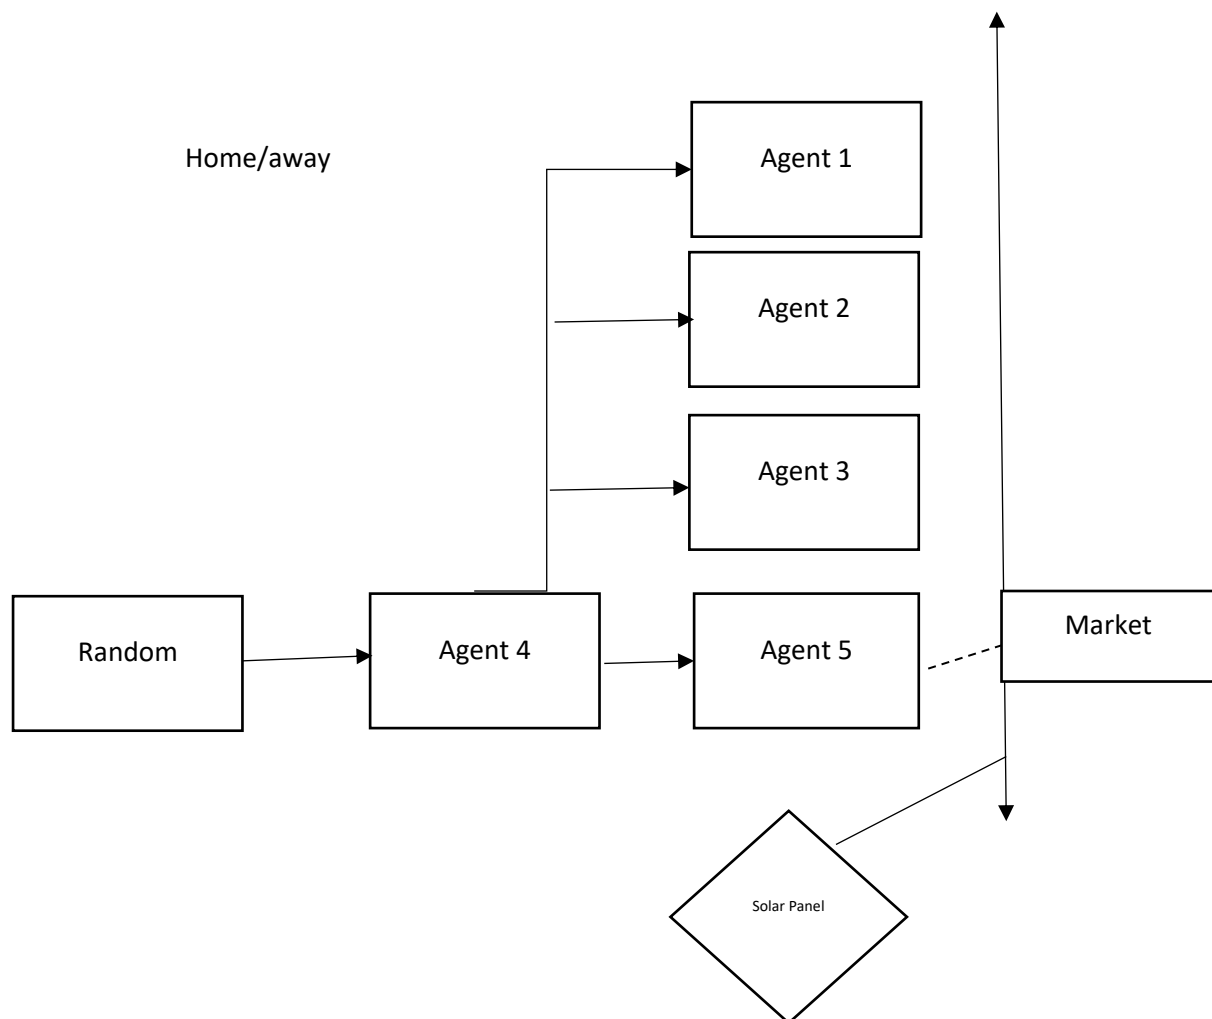 Home/away
Agent 1
Agent 2
Agent 3
Random
Agent 4
Agent 5
Market
Solar Panel